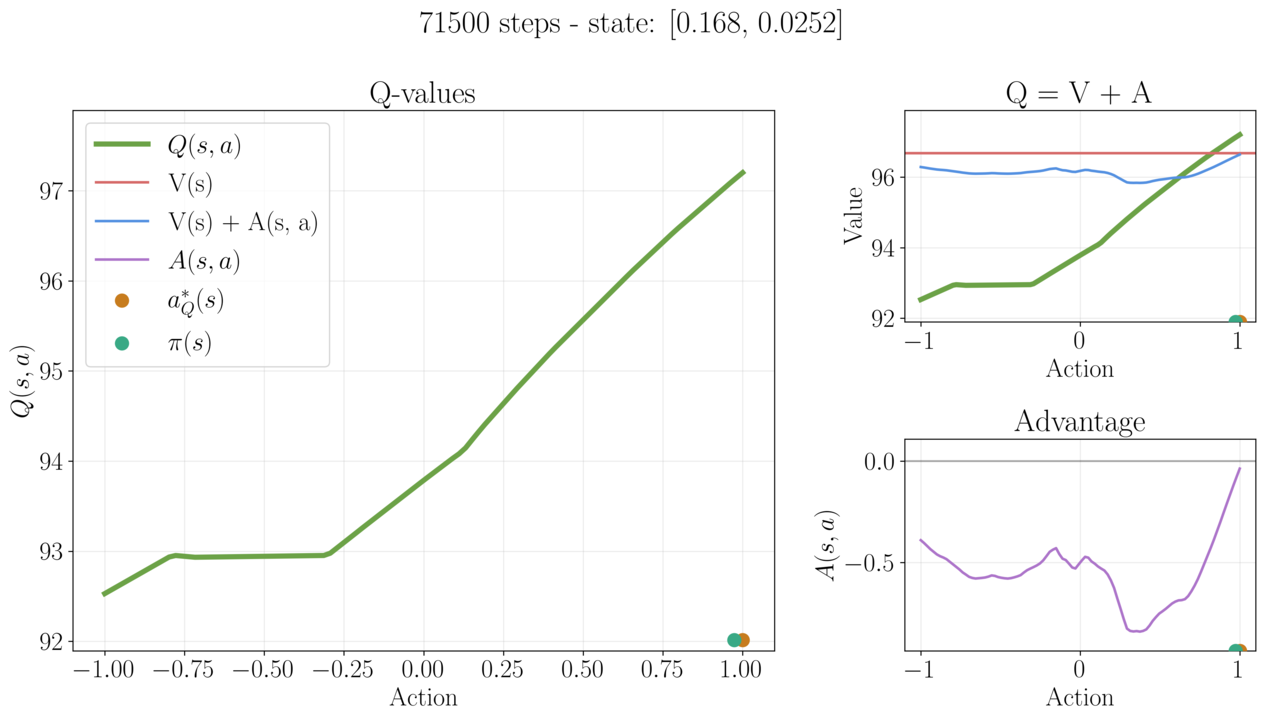 71500 steps - state: [0.168, 0.0252]
Q-values
Q(s, a)
97
96
95
94
93
92
Q(s, a)
V(s)
V(s) + A(s, a)
A(s, a)
a*Q(s)
π(s)
−1.00 −0.75 −0.50 −0.25 0.00 0.25 0.50 0.75 1.00
Action
Q = V + A
Value
96
94
92
−1 0 1
Action
Advantage
A(s, a)
0.0
−0.5
−1 0 1
Action